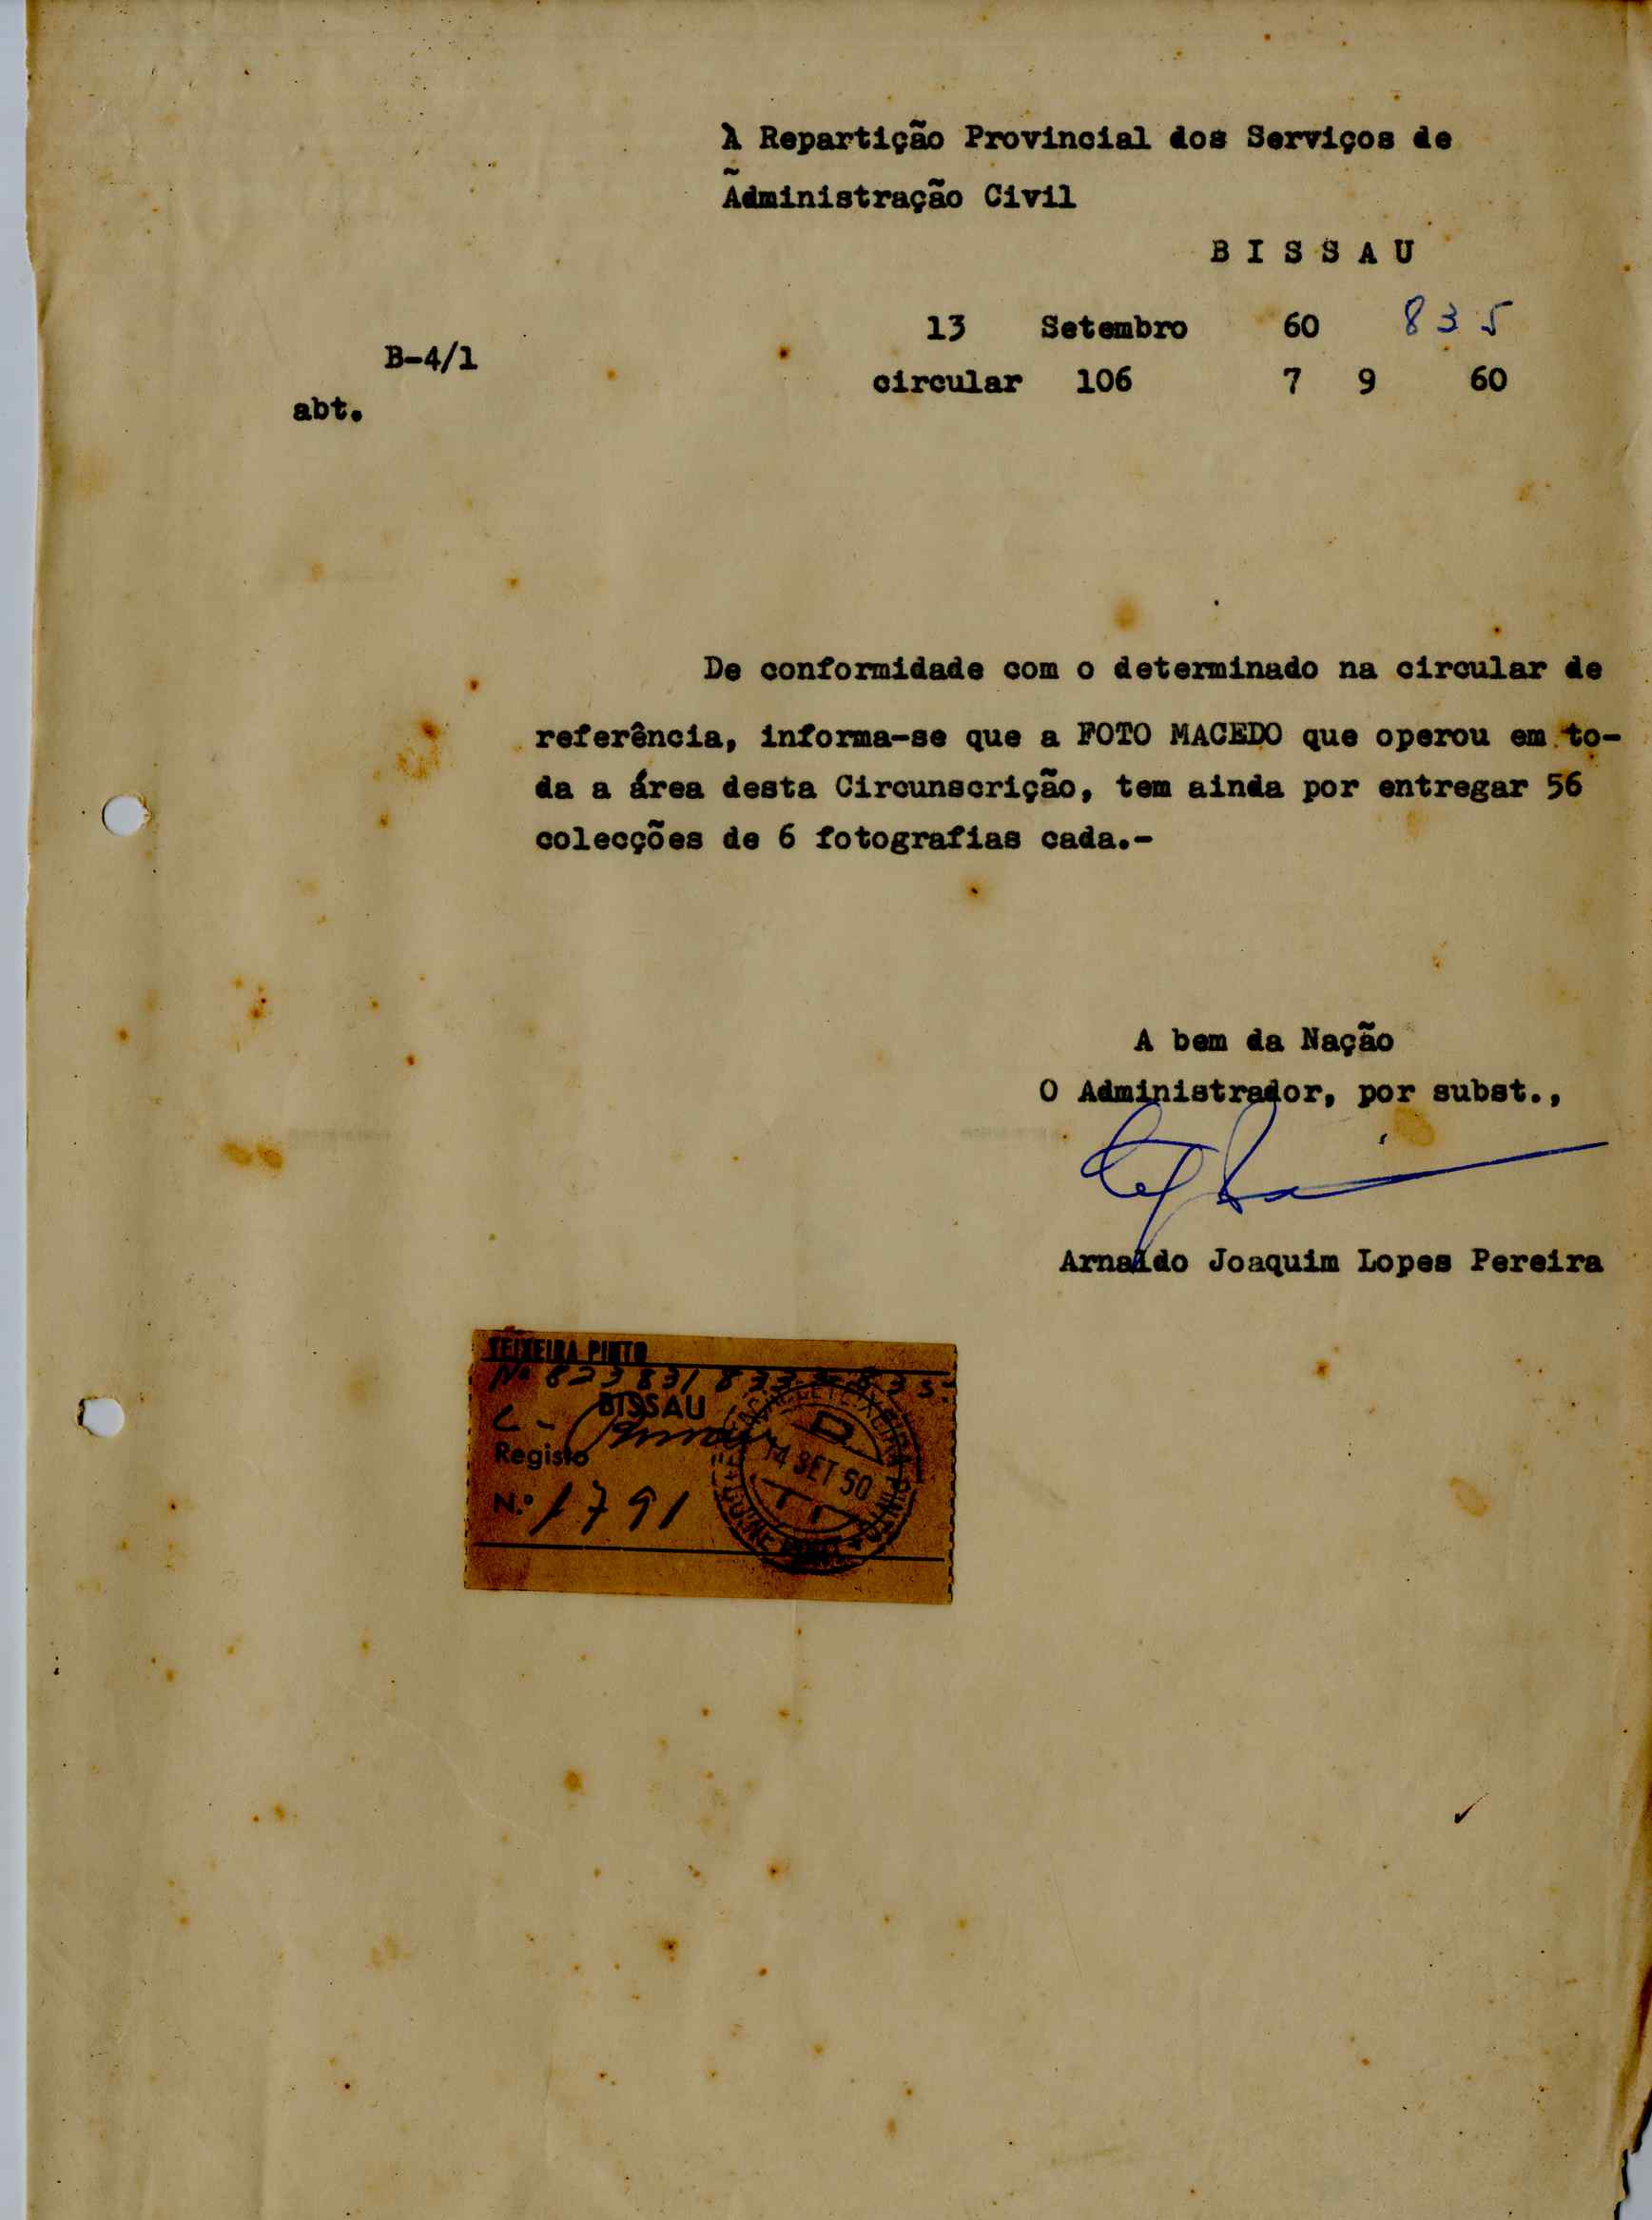 À Repartição Provincial dos Serviços de
Administração Civil
B I S S A U
13 Setembro 60 835
B-4/1
circular 106 7 9 60
abt.
De conformidade com o determinado na circular de
referência, informa-se que a FOTO MACEDO que operou em to-
da a área desta Circunscrição, tem ainda por entregar 56
colecções de 6 fotografias cada.-
A bem da Nação
O Administrador, por subst.,
Arnaldo Joaquim Lopes Pereira
TEIXEIRA PINTO
BISSAU
Registo
14 SET 50
N.º 1791